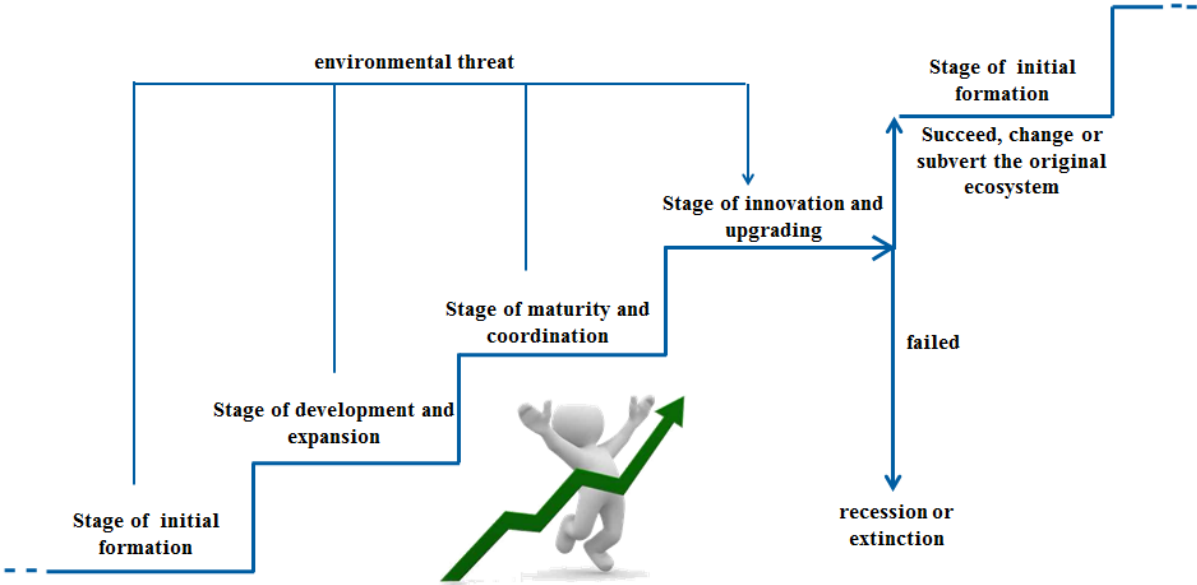 environmental threat
Stage of initial
formation
Succeed, change or
subvert the original
ecosystem
Stage of innovation and
upgrading
Stage of maturity and
coordination
failed
Stage of development and
expansion
Stage of initial
formation
recession or
extinction